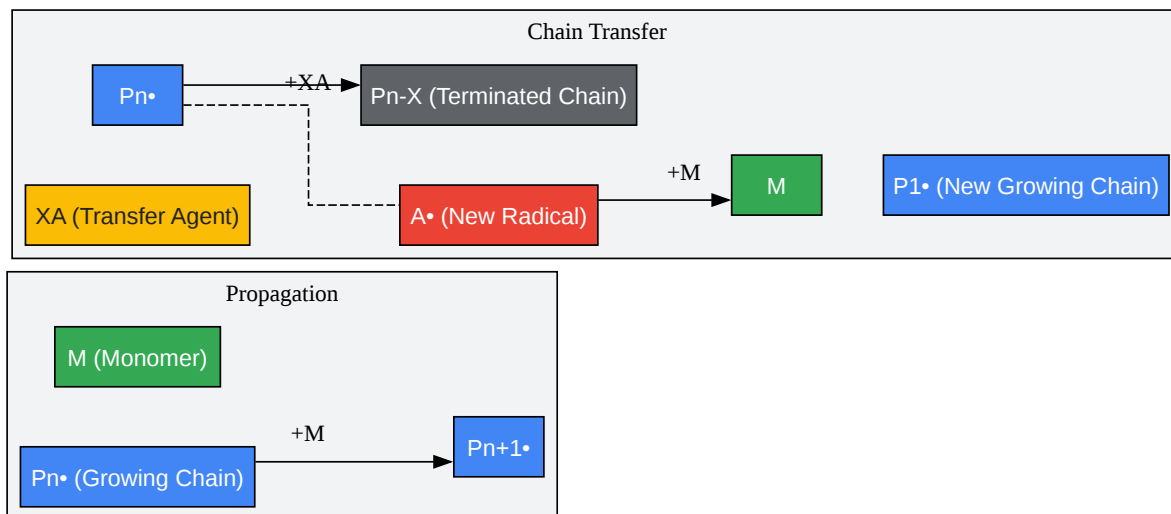 Chain Transfer
Pn•
+XA
Pn-X (Terminated Chain)
XA (Transfer Agent)
A• (New Radical)
+M
M
P1• (New Growing Chain)
Propagation
M (Monomer)
Pn• (Growing Chain)
+M
Pn+1•